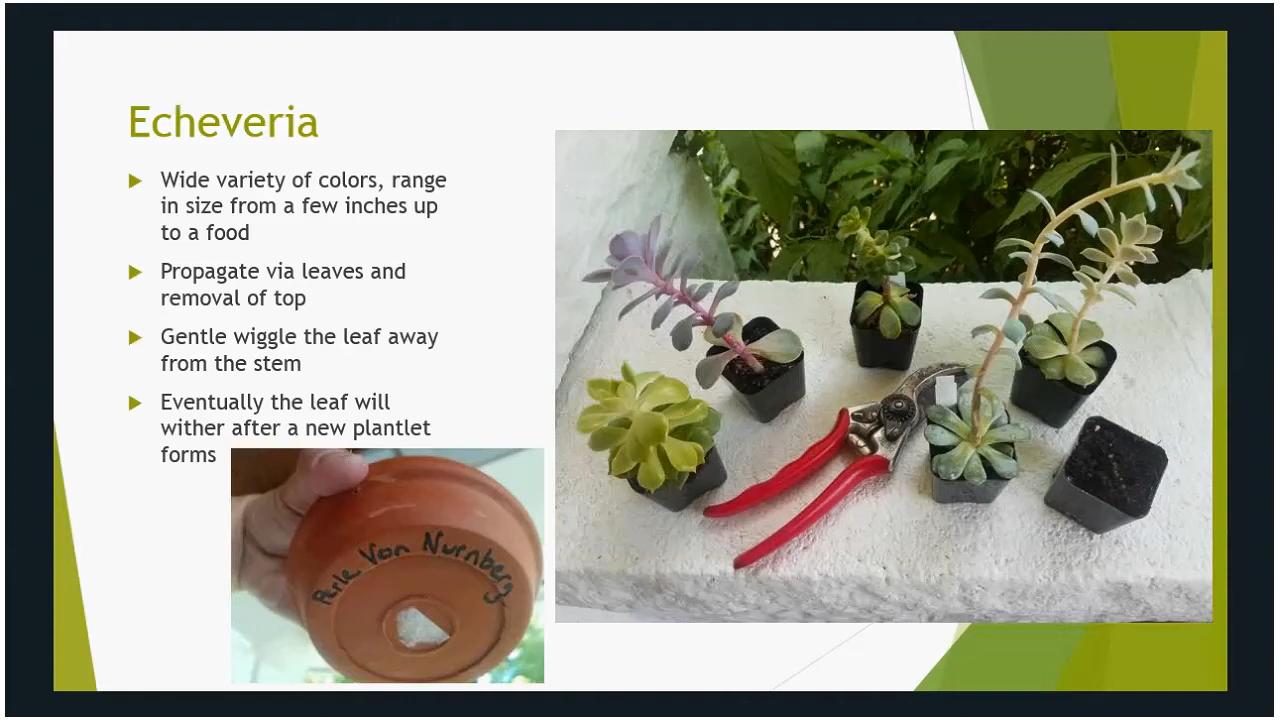 Echeveria
Wide variety of colors, range
in size from a few inches up
to a food
Propagate via leaves and
removal of top
Gentle wiggle the leaf away
from the stem
Eventually the leaf will
wither after a new plantlet
forms
Perle Von Nurnberg